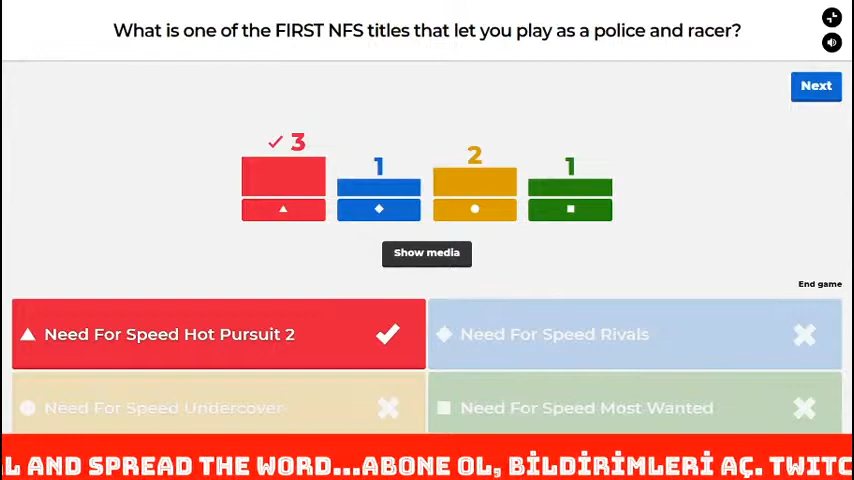 What is one of the FIRST NFS titles that let you play as a police and racer?
Next
3
1
2
1
Show media
End game
Need For Speed Hot Pursuit 2
Need For Speed Rivals
Need For Speed Undercover
Need For Speed Most Wanted
AND SPREAD THE WORD...ABONE OL, BİLDİRİMLERİ AÇ.